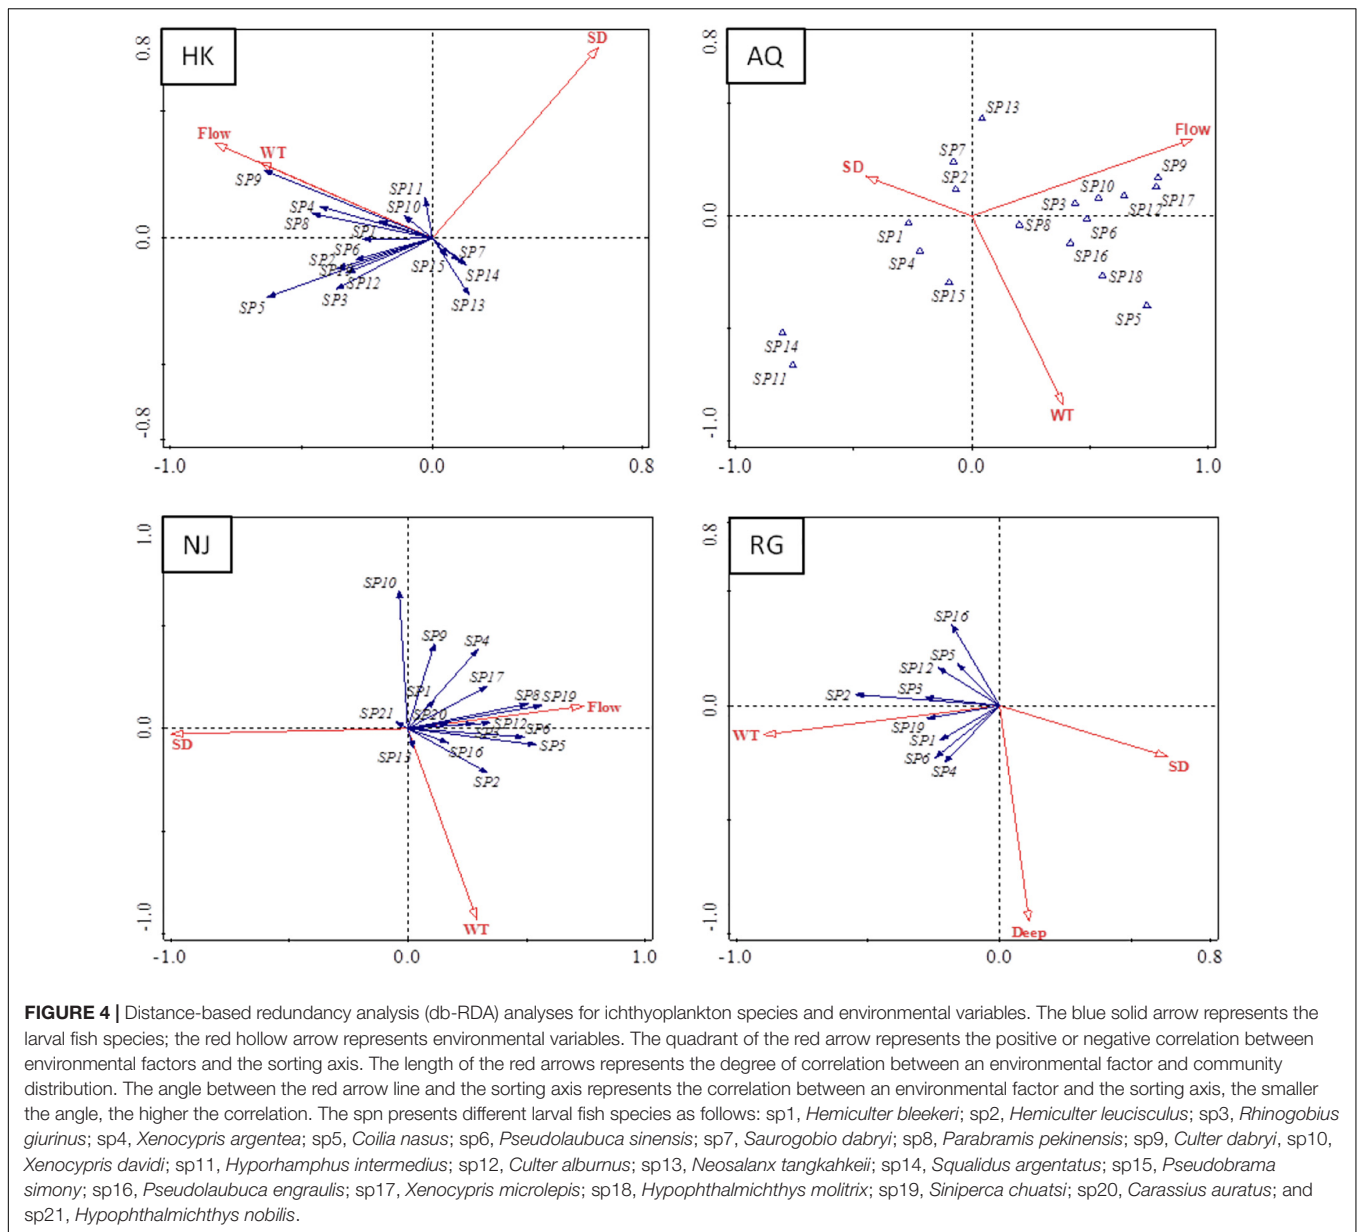 HK
0.8
0.0
-0.8
-1.0
0.0
0.8
SD
Flow
WT
SP9
SP4
SP8
SP11
SP10
SP1
SP6
SP2
SP12
SP3
SP5
SP7
SP15
SP14
SP13
AQ
0.8
0.0
-1.0
-1.0
0.0
1.0
SP13
SP7
SP2
SD
Flow
SP9
SP10
SP17
SP3
SP12
SP8
SP6
SP1
SP16
SP4
SP18
SP15
SP5
SP14
SP11
WT
NJ
1.0
0.0
-1.0
-1.0
0.0
1.0
SP10
SP9
SP4
SP17
SP1
SP8
SP19
Flow
SP21
SP20
SP12
SP6
SD
SP5
SP16
SP2
WT
RG
0.8
0.0
-1.0
-1.0
0.0
0.8
SP16
SP5
SP12
SP2
SP3
SP19
WT
SP1
SP6
SP4
SD
Deep
FIGURE 4 | Distance-based redundancy analysis (db-RDA) analyses for ichthyoplankton species and environmental variables. The blue solid arrow represents the
larval fish species; the red hollow arrow represents environmental variables. The quadrant of the red arrow represents the positive or negative correlation between
environmental factors and the sorting axis. The length of the red arrows represents the degree of correlation between an environmental factor and community
distribution. The angle between the red arrow line and the sorting axis represents the correlation between an environmental factor and the sorting axis, the smaller
the angle, the higher the correlation. The spn presents different larval fish species as follows: sp1, Hemiculter bleekeri; sp2, Hemiculter leucisculus; sp3, Rhinogobius
giurinus; sp4, Xenocypris argentea; sp5, Coilia nasus; sp6, Pseudolaubuca sinensis; sp7, Saurogobio dabryi; sp8, Parabramis pekinensis; sp9, Culter dabryi, sp10,
Xenocypris davidi; sp11, Hyporhamphus intermedius; sp12, Culter alburnus; sp13, Neosalanx tangkahkeii; sp14, Squalidus argentatus; sp15, Pseudobrama
simony; sp16, Pseudolaubuca engraulis; sp17, Xenocypris microlepis; sp18, Hypophthalmichthys molitrix; sp19, Siniperca chuatsi; sp20, Carassius auratus; and
sp21, Hypophthalmichthys nobilis.